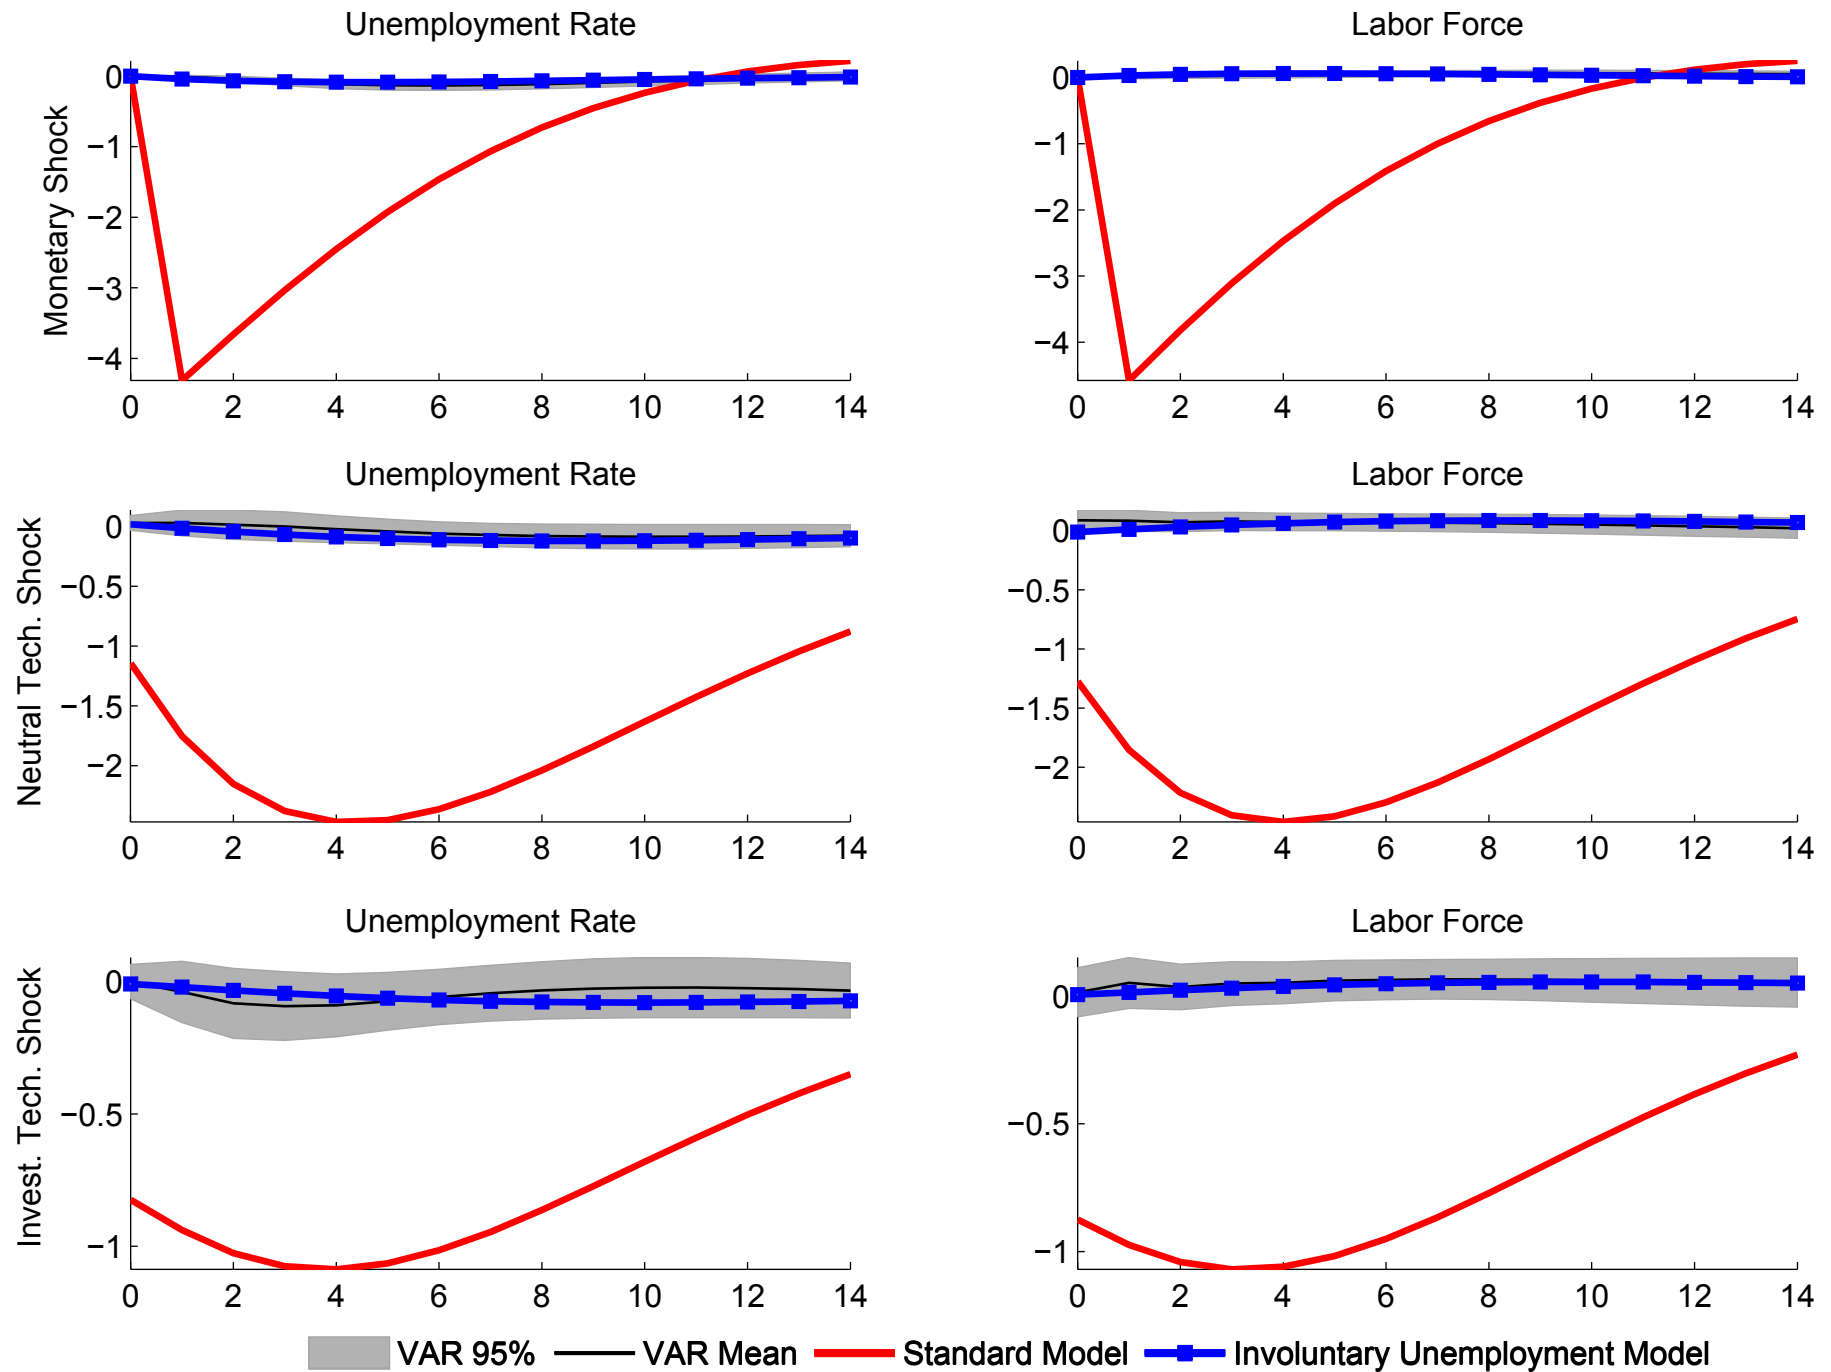 Unemployment Rate
Labor Force
Monetary Shock
0
−1
−2
−3
−4
0 2 4 6 8 10 12 14
0
−1
−2
−3
−4
0 2 4 6 8 10 12 14
Unemployment Rate
Labor Force
Neutral Tech. Shock
0
−0.5
−1
−1.5
−2
0 2 4 6 8 10 12 14
0
−0.5
−1
−1.5
−2
0 2 4 6 8 10 12 14
Unemployment Rate
Labor Force
Invest. Tech. Shock
0
−0.5
−1
0 2 4 6 8 10 12 14
0
−0.5
−1
0 2 4 6 8 10 12 14
VAR 95% VAR Mean Standard Model Involuntary Unemployment Model